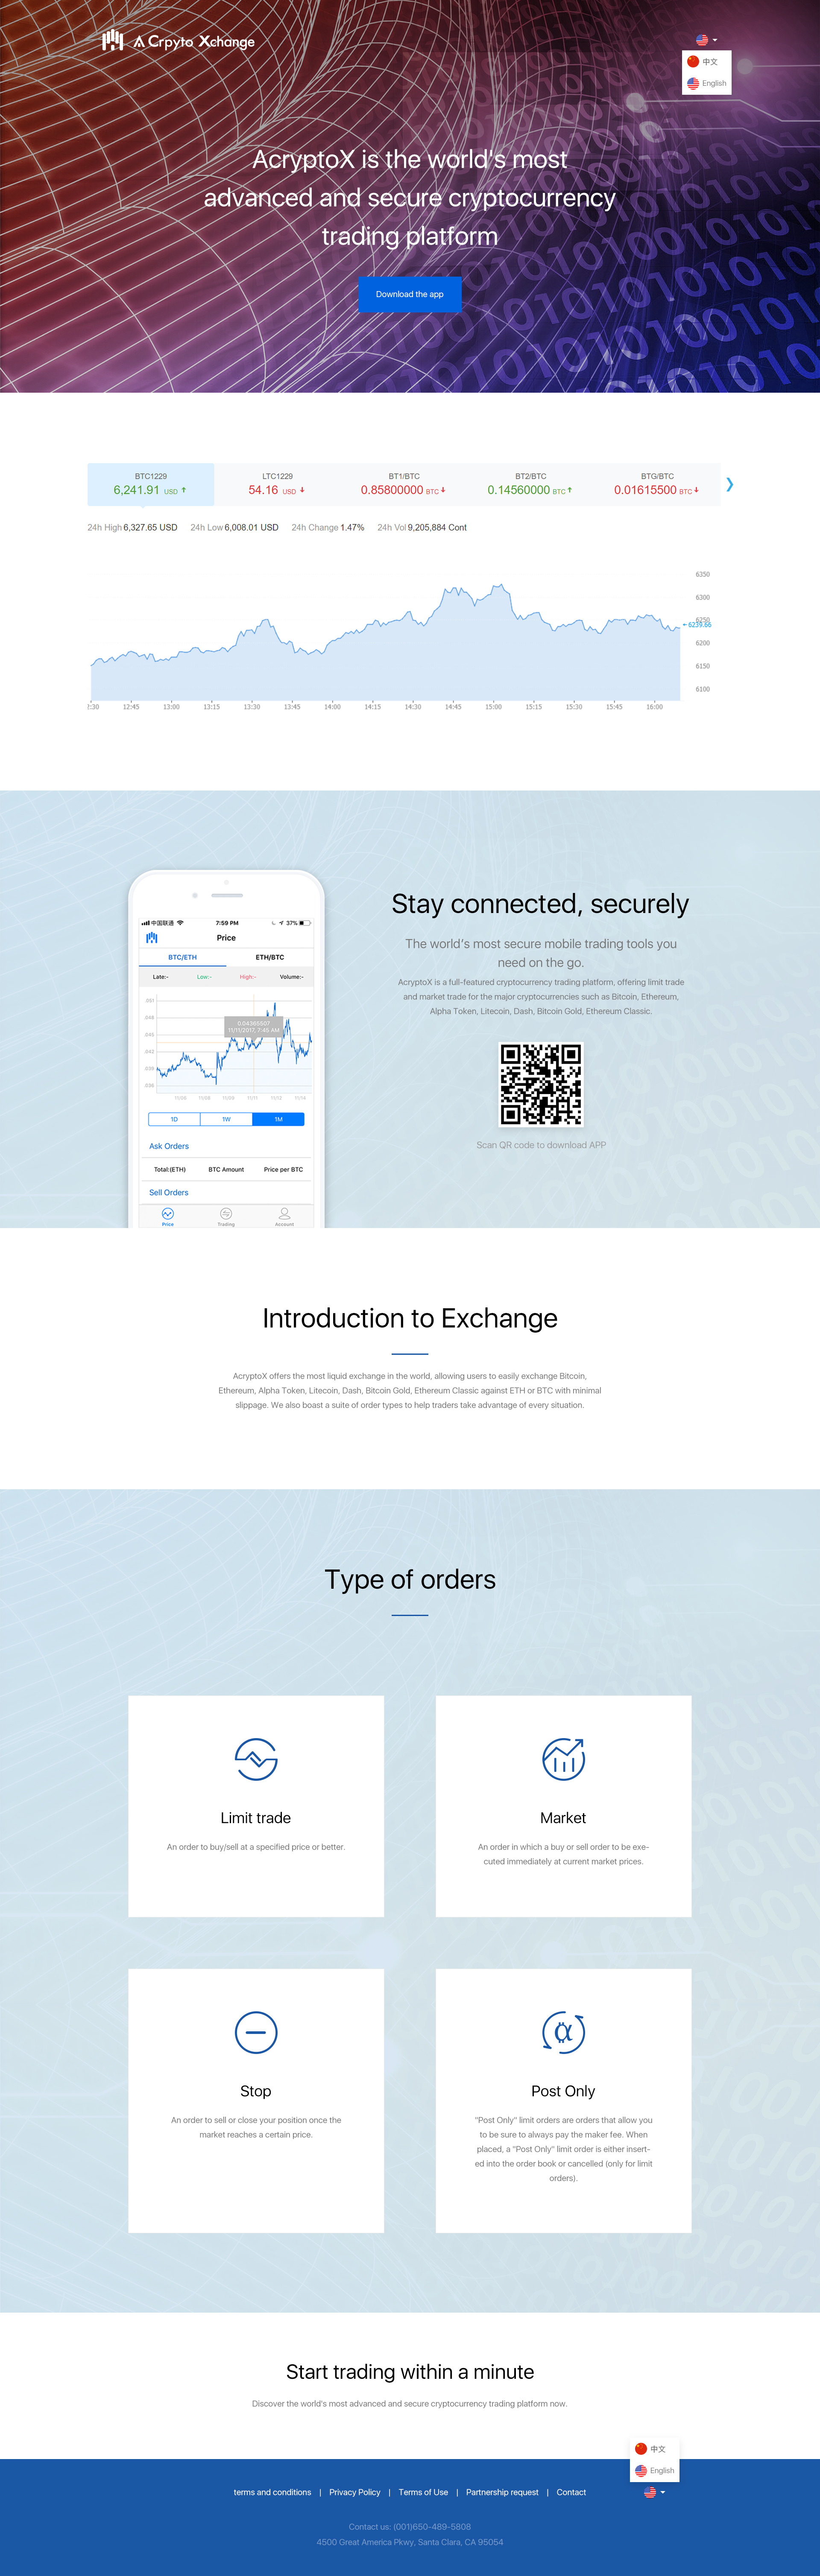 A Crpyto Xchange
中文
English
AcryptoX is the world's most
advanced and secure cryptocurrency
trading platform
Download the app
BTC1229
6,241.91 USD
LTC1229
54.16 USD
BT1/BTC
0.85800000 BTC
BT2/BTC
0.14560000 BTC
BTG/BTC
0.01615500 BTC
24h High 6,327.65 USD 24h Low 6,008.01 USD 24h Change 1.47% 24h Vol 9,205,884 Cont
6350
6300
6250
6239.66
6200
6150
6100
2:30 12:45 13:00 13:15 13:30 13:45 14:00 14:15 14:30 14:45 15:00 15:15 15:30 15:45 16:00
中国联通 7:59 PM 37%
Price
BTC/ETH ETH/BTC
Late:- Low:- High:- Volume:-
.051
.048
0.04365607
11/11/2017, 7:45 AM
.045
.042
.039
.036
11/06 11/08 11/09 11/11 11/13 11/14
1D 1W 1M
Ask Orders
Total:(ETH) BTC Amount Price per BTC
Sell Orders
Price Trading Account
Stay connected, securely
The world's most secure mobile trading tools you
need on the go.
AcryptoX is a full-featured cryptocurrency trading platform, offering limit trade
and market trade for the major cryptocurrencies such as Bitcoin, Ethereum,
Alpha Token, Litecoin, Dash, Bitcoin Gold, Ethereum Classic.
Scan QR code to download APP
Introduction to Exchange
AcryptoX offers the most liquid exchange in the world, allowing users to easily exchange Bitcoin,
Ethereum, Alpha Token, Litecoin, Dash, Bitcoin Gold, Ethereum Classic against ETH or BTC with minimal
slippage. We also boast a suite of order types to help traders take advantage of every situation.
Type of orders
Limit trade
An order to buy/sell at a specified price or better.
Market
An order in which a buy or sell order to be exe-
cuted immediately at current market prices.
Stop
An order to sell or close your position once the
market reaches a certain price.
Post Only
"Post Only" limit orders are orders that allow you
to be sure to always pay the maker fee. When
placed, a "Post Only" limit order is either insert-
ed into the order book or cancelled (only for limit
orders).
Start trading within a minute
Discover the world's most advanced and secure cryptocurrency trading platform now.
中文
English
terms and conditions | Privacy Policy | Terms of Use | Partnership request | Contact
Contact us: (001)650-489-5808
4500 Great America Pkwy, Santa Clara, CA 95054